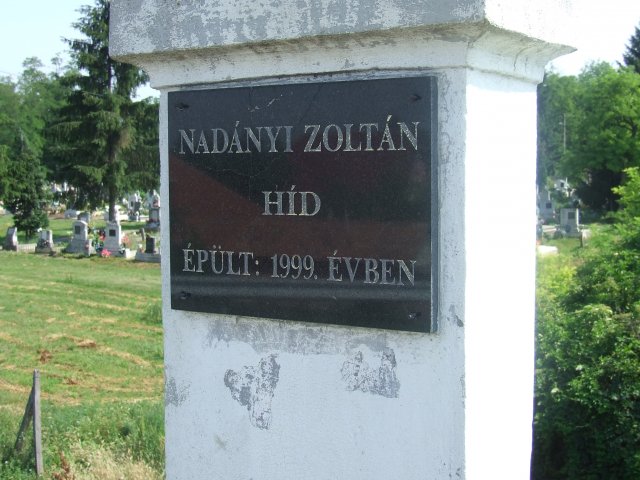 NADÁNYI ZOLTÁN
HÍD
ÉPÜLT: 1999. ÉVBEN